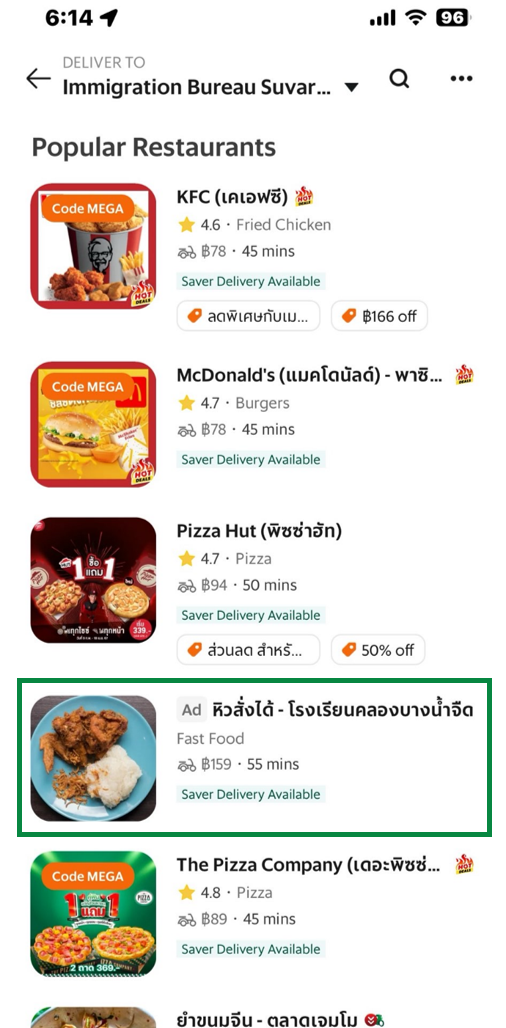 6:14
96
DELIVER TO
Immigration Bureau Suvar...
Popular Restaurants
Code MEGA
HOT DEALS
KFC (เคเอฟซี)
4.6 · Fried Chicken
฿78 · 45 mins
Saver Delivery Available
ลดพิเศษกับเม...
฿166 off
Code MEGA
HOT DEALS
McDonald's (แมคโดนัลด์) - พาซิ...
4.7 · Burgers
฿78 · 45 mins
Saver Delivery Available
1 ซื้อแถม 1
339.-
Pizza Hut (พิซซ่าฮัท)
4.7 · Pizza
฿94 · 50 mins
Saver Delivery Available
ส่วนลด สำหรั...
50% off
Ad หิวสั่งได้ - โรงเรียนคลองบางน้ำจืด
Fast Food
฿159 · 55 mins
Saver Delivery Available
Code MEGA
1 แถม 1
2 ถาด 369.-
The Pizza Company (เดอะพิซซ่...
4.8 · Pizza
฿89 · 45 mins
Saver Delivery Available
ยำขนมจีน - ตลาดเจมโม